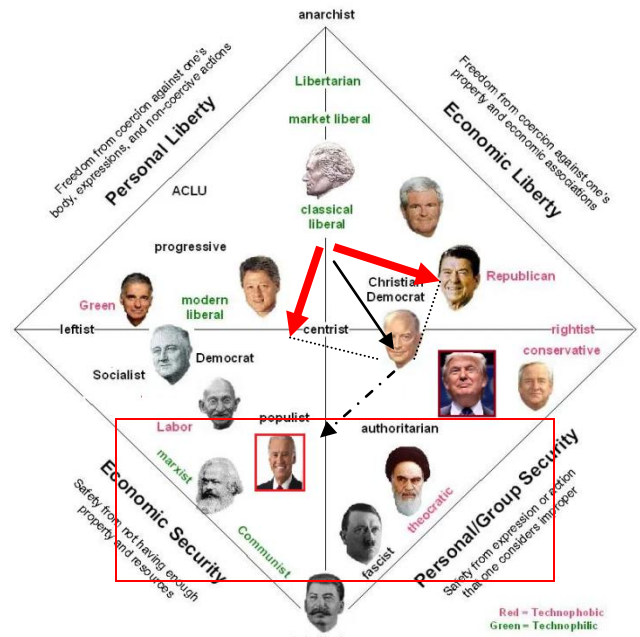 anarchist
Freedom from coercion against one's
body, expressions, and non-coercive actions
Personal Liberty
Freedom from coercion against one's
property and economic associations
Economic Liberty
Libertarian
market liberal
ACLU
classical
liberal
progressive
Christian
Democrat
Republican
Green
modern
liberal
leftist
centrist
rightist
conservative
Socialist
Democrat
Labor
populist
authoritarian
marxist
theocratic
Communist
fascist
Economic Security
Safety from not having enough
property and resources
Personal/Group Security
Safety from expression or action
that one considers improper
Red = Technophobic
Green = Technophilic